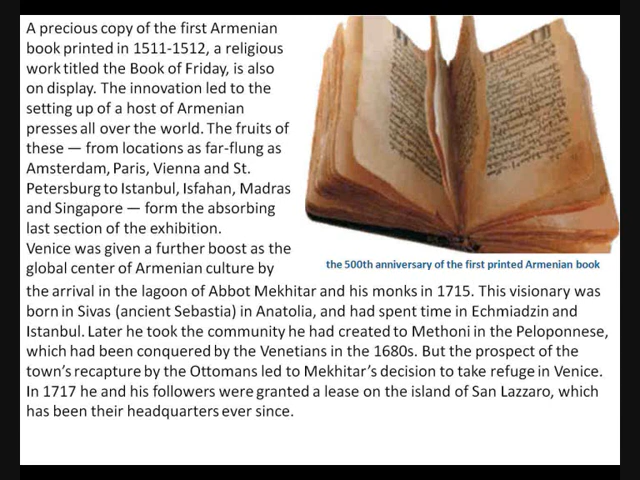 A precious copy of the first Armenian
book printed in 1511-1512, a religious
work titled the Book of Friday, is also
on display. The innovation led to the
setting up of a host of Armenian
presses all over the world. The fruits of
these — from locations as far-flung as
Amsterdam, Paris, Vienna and St.
Petersburg to Istanbul, Isfahan, Madras
and Singapore — form the absorbing
last section of the exhibition.
Venice was given a further boost as the
global center of Armenian culture by
the arrival in the lagoon of Abbot Mekhitar and his monks in 1715. This visionary was
born in Sivas (ancient Sebastia) in Anatolia, and had spent time in Echmiadzin and
Istanbul. Later he took the community he had created to Methoni in the Peloponnese,
which had been conquered by the Venetians in the 1680s. But the prospect of the
town’s recapture by the Ottomans led to Mekhitar’s decision to take refuge in Venice.
In 1717 he and his followers were granted a lease on the island of San Lazzaro, which
has been their headquarters ever since.
the 500th anniversary of the first printed Armenian book